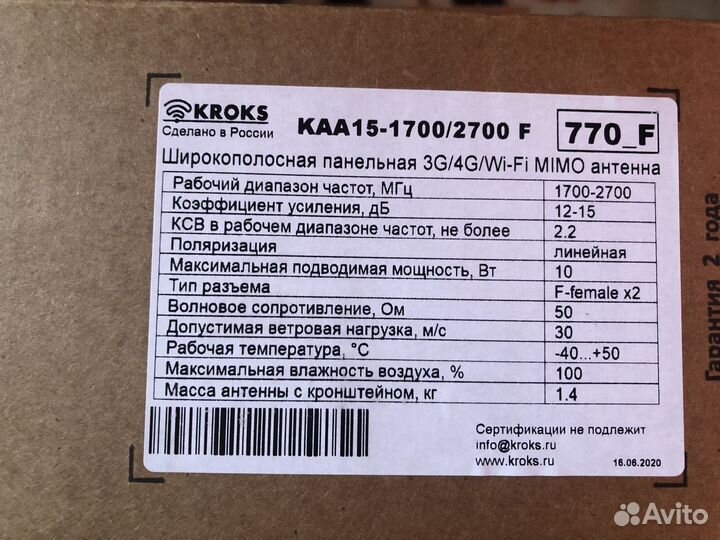 KROKS
Сделано в России
KAA15-1700/2700 F
770_F
Широкополосная панельная 3G/4G/Wi-Fi MIMO антенна
Рабочий диапазон частот, МГц 1700-2700
Коэффициент усиления, дБ 12-15
КСВ в рабочем диапазоне частот, не более 2.2
Поляризация линейная
Максимальная подводимая мощность, Вт 10
Тип разъема F-female x2
Волновое сопротивление, Ом 50
Допустимая ветровая нагрузка, м/с 30
Рабочая температура, °С -40...+50
Максимальная влажность воздуха, % 100
Масса антенны с кронштейном, кг 1.4
Сертификации не подлежит
info@kroks.ru
www.kroks.ru
16.06.2020
Гарантия 2 года
Avito